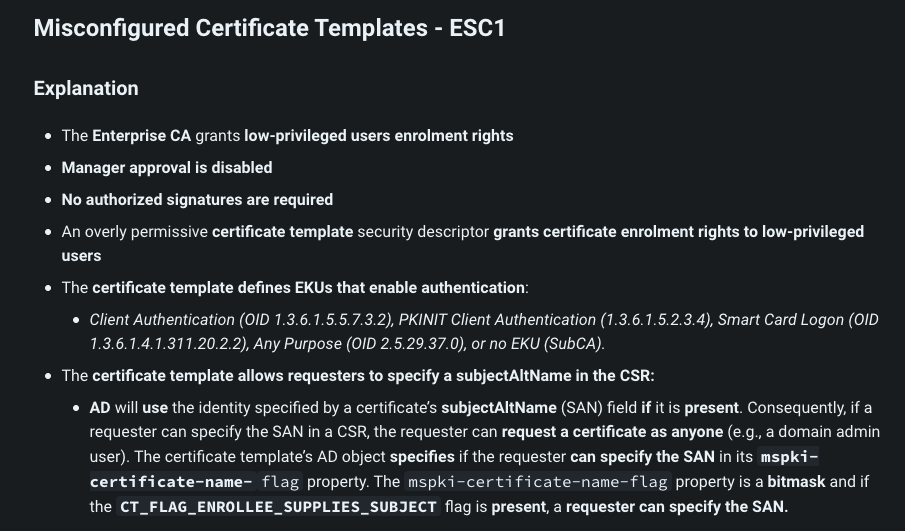 Misconfigured Certificate Templates - ESC1
Explanation
• The Enterprise CA grants low-privileged users enrolment rights
• Manager approval is disabled
• No authorized signatures are required
• An overly permissive certificate template security descriptor grants certificate enrolment rights to low-privileged
users
• The certificate template defines EKUs that enable authentication:
• Client Authentication (OID 1.3.6.1.5.5.7.3.2), PKINIT Client Authentication (1.3.6.1.5.2.3.4), Smart Card Logon (OID
1.3.6.1.4.1.311.20.2.2), Any Purpose (OID 2.5.29.37.0), or no EKU (SubCA).
• The certificate template allows requesters to specify a subjectAltName in the CSR:
• AD will use the identity specified by a certificate’s subjectAltName (SAN) field if it is present. Consequently, if a
requester can specify the SAN in a CSR, the requester can request a certificate as anyone (e.g., a domain admin
user). The certificate template’s AD object specifies if the requester can specify the SAN in its mspki-
certificate-name- flag property. The mspki-certificate-name-flag property is a bitmask and if
the CT_FLAG_ENROLLEE_SUPPLIES_SUBJECT flag is present, a requester can specify the SAN.